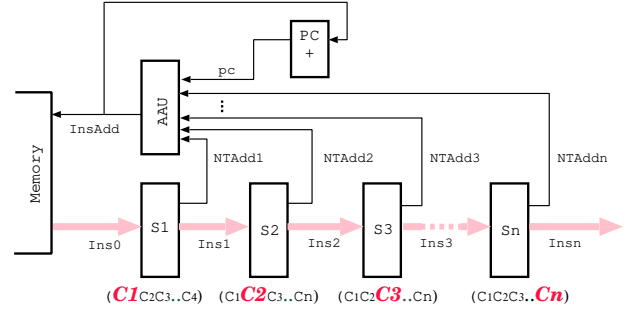 PC
+
pc
AAU
...
InsAdd
Memory
NTAdd1
NTAdd2
NTAdd3
NTAddn
S1
S2
S3
Sn
Ins0
Ins1
Ins2
Ins3
Insn
(C1C2C3..C4)
(C1C2C3..Cn)
(C1C2C3..Cn)
(C1C2C3..Cn)